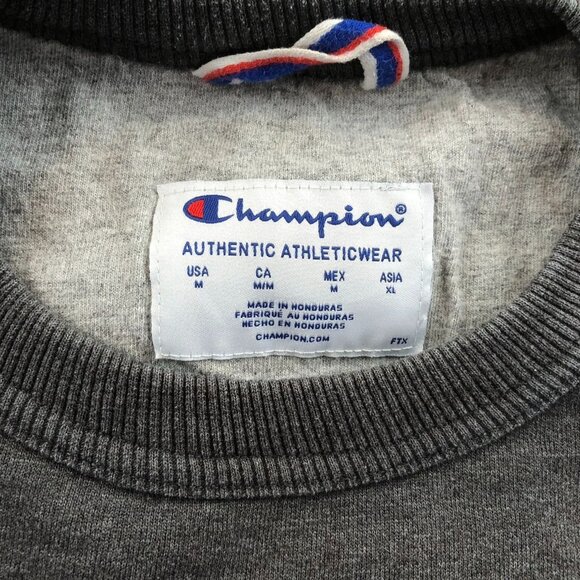 Champion®
AUTHENTIC ATHLETICWEAR
USA CA MEX ASIA
M M/M M XL
MADE IN HONDURAS
FABRIQUÉ AU HONDURAS
HECHO EN HONDURAS
CHAMPION.COM
FTX